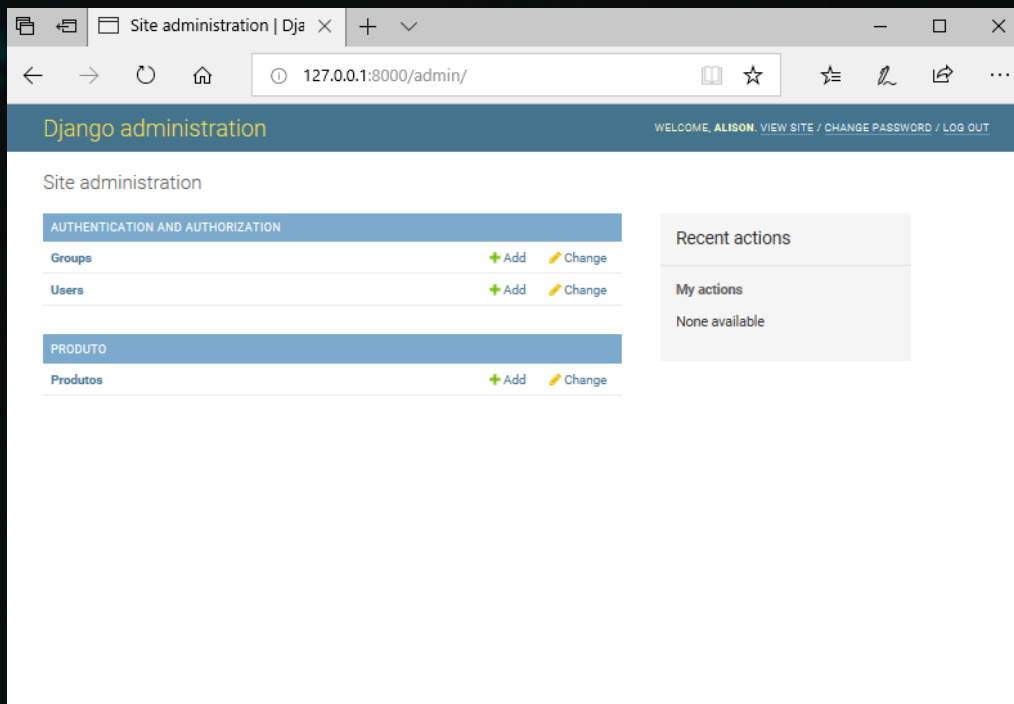 Site administration | Dja
127.0.0.1:8000/admin/
Django administration
WELCOME, ALISON. VIEW SITE / CHANGE PASSWORD / LOG OUT
Site administration
AUTHENTICATION AND AUTHORIZATION
Groups Add Change
Users Add Change
PRODUTO
Produtos Add Change
Recent actions
My actions
None available